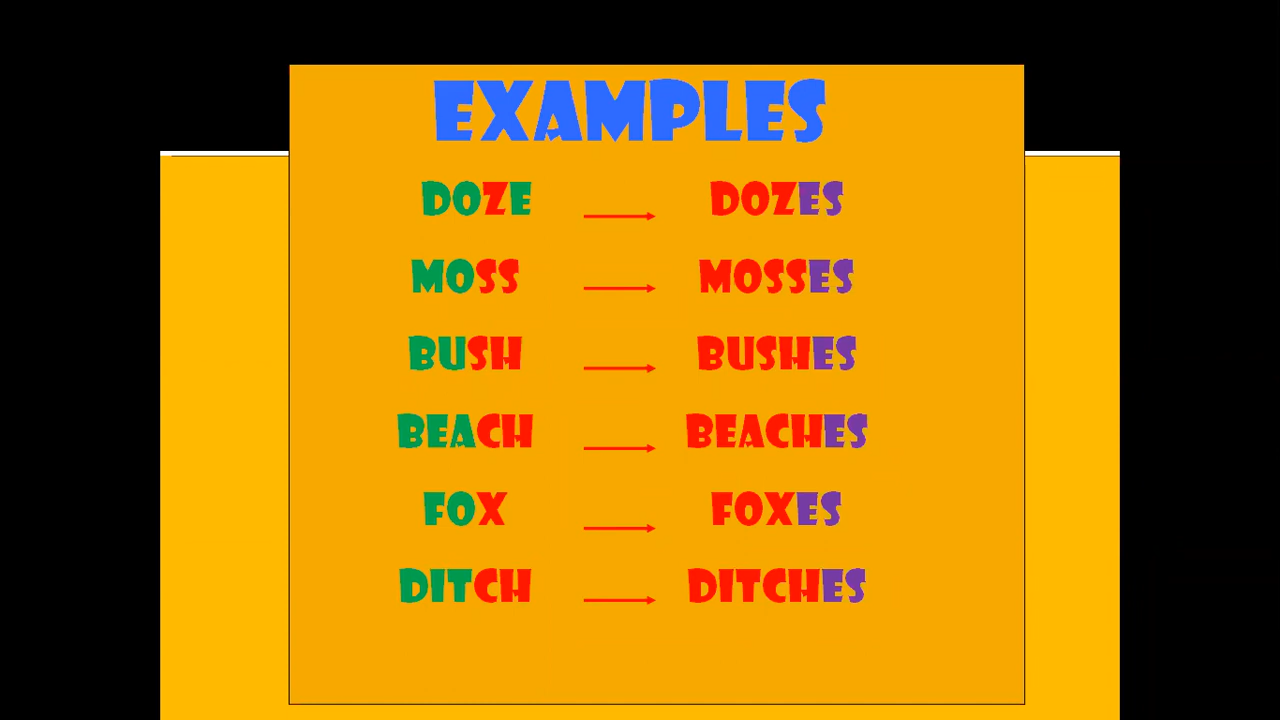 EXAMPLES
DOZE DOZES
MOSS MOSSES
BUSH BUSHES
BEACH BEACHES
FOX FOXES
DITCH DITCHES